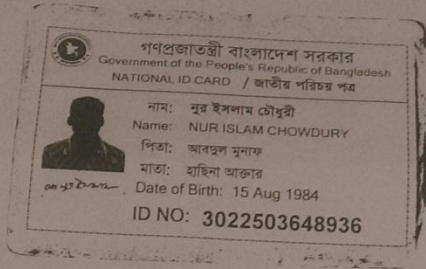 গণপ্রজাতন্ত্রী বাংলাদেশ সরকার
Government of the People's Republic of Bangladesh
NATIONAL ID CARD / জাতীয় পরিচয় পত্র
নাম: নুর ইসলাম চৌধুরী
Name: NUR ISLAM CHOWDURY
পিতা: আবদুল মুনাফ
মাতা: হাছিনা আক্তার
Date of Birth: 15 Aug 1984
ID NO: 3022503648936